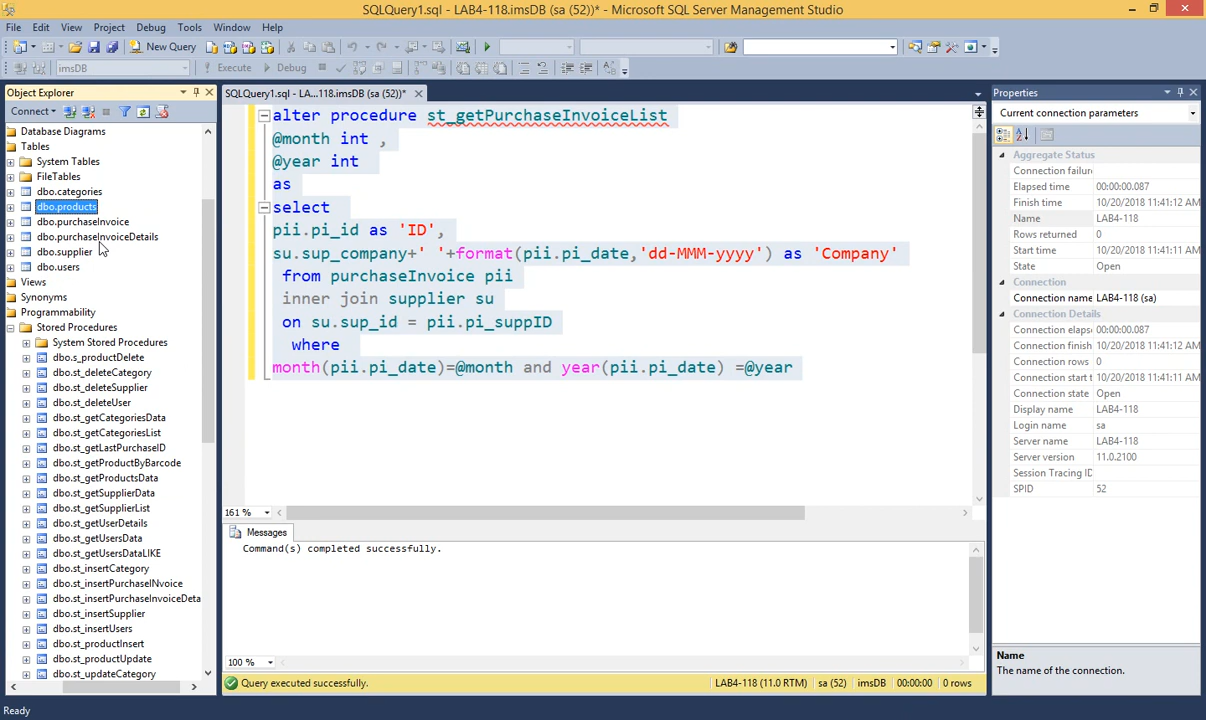 SQLQuery1.sql - LAB4-118.imsDB (sa (52))* - Microsoft SQL Server Management Studio
File Edit View Project Debug Tools Window Help
New Query
imsDB Execute Debug
Object Explorer
Connect
Database Diagrams
Tables
System Tables
FileTables
dbo.categories
dbo.products
dbo.purchaseInvoice
dbo.purchaseInvoiceDetails
dbo.supplier
dbo.users
Views
Synonyms
Programmability
Stored Procedures
System Stored Procedures
dbo.s_productDelete
dbo.st_deleteCategory
dbo.st_deleteSupplier
dbo.st_deleteUser
dbo.st_getCategoriesData
dbo.st_getCategoriesList
dbo.st_getLastPurchaseID
dbo.st_getProductByBarcode
dbo.st_getProductsData
dbo.st_getSupplierData
dbo.st_getSupplierList
dbo.st_getUserDetails
dbo.st_getUsersData
dbo.st_getUsersDataLIKE
dbo.st_insertCategory
dbo.st_insertPurchaseINvoice
dbo.st_insertPurchaseInvoiceDeta
dbo.st_insertSupplier
dbo.st_insertUsers
dbo.st_productInsert
dbo.st_productUpdate
dbo.st_updateCategory
SQLQuery1.sql - LA...118.imsDB (sa (52))*
alter procedure st_getPurchaseInvoiceList
@month int ,
@year int
as
select
pii.pi_id as 'ID',
su.sup_company+' '+format(pii.pi_date,'dd-MMM-yyyy') as 'Company'
from purchaseInvoice pii
inner join supplier su
on su.sup_id = pii.pi_suppID
where
month(pii.pi_date)=@month and year(pii.pi_date) =@year
161 %
Messages
Command(s) completed successfully.
100 %
Query executed successfully. LAB4-118 (11.0 RTM) sa (52) imsDB 00:00:00 0 rows
Properties
Current connection parameters
Aggregate Status
Connection failure
Elapsed time 00:00:00.087
Finish time 10/20/2018 11:41:12 AM
Name LAB4-118
Rows returned 0
Start time 10/20/2018 11:41:12 AM
State Open
Connection
Connection name LAB4-118 (sa)
Connection Details
Connection elaps 00:00:00.087
Connection finish 10/20/2018 11:41:12 AM
Connection rows 0
Connection start t 10/20/2018 11:41:11 AM
Connection state Open
Display name LAB4-118
Login name sa
Server name LAB4-118
Server version 11.0.2100
Session Tracing ID
SPID 52
Name
The name of the connection.
Ready